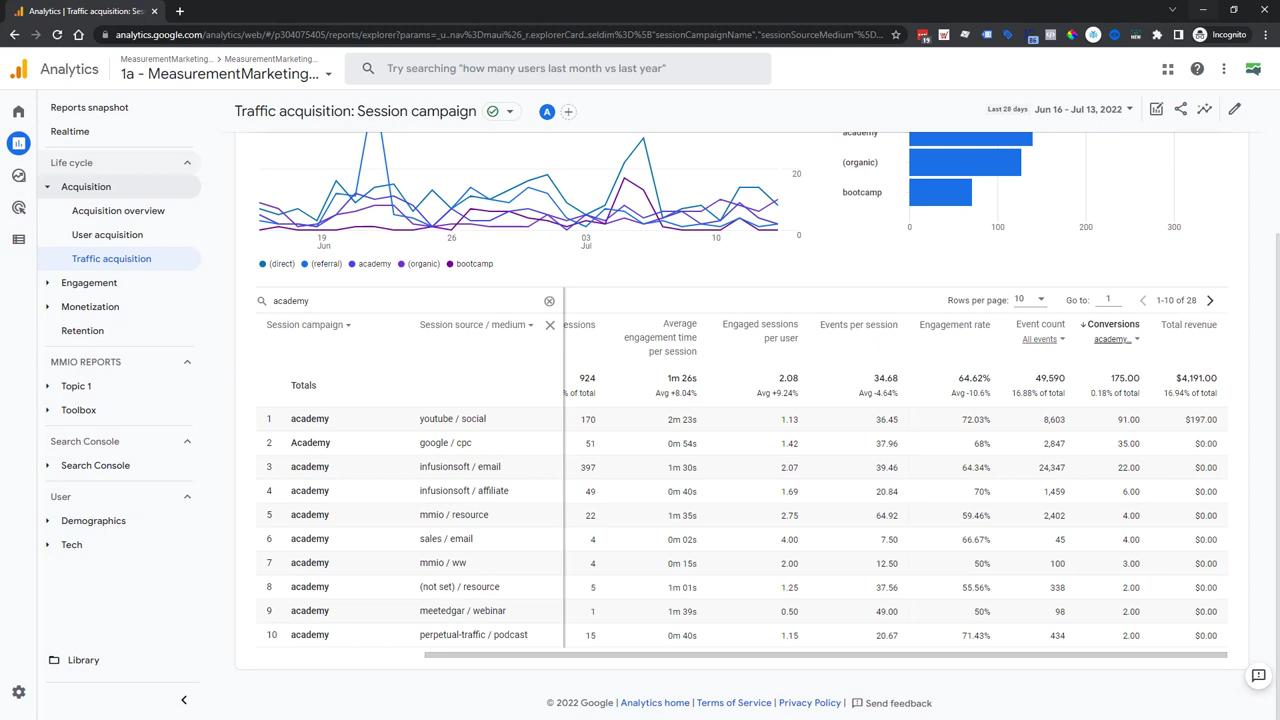 Analytics | Traffic acquisition: Ses
analytics.google.com/analytics/web/#/p304075405/reports/explorer?params=_u..nav%3Dmaui%26_r.explorerCard..seldim%3D%5B"sessionCampaignName","sessionSourceMedium"%5D...
Incognito
Analytics
MeasurementMarketing... > MeasurementMarketing...
1a - MeasurementMarketing...
Try searching "how many users last month vs last year"
Reports snapshot
Realtime
Life cycle
Acquisition
Acquisition overview
User acquisition
Traffic acquisition
Engagement
Monetization
Retention
MMIO REPORTS
Topic 1
Toolbox
Search Console
Search Console
User
Demographics
Tech
Library
Traffic acquisition: Session campaign
A
Last 28 days Jun 16 - Jul 13, 2022
20
0
19
Jun
26
03
Jul
10
(direct) (referral) academy (organic) bootcamp
academy
(organic)
bootcamp
0 100 200 300
academy
Rows per page: 10 Go to: 1 1-10 of 28
Session campaign Session source / medium essions Average engagement time per session Engaged sessions per user Events per session Engagement rate Event count All events Conversions academy... Total revenue
Totals 924 1m 26s 2.08 34.68 64.62% 49,590 175.00 $4,191.00
% of total Avg +8.04% Avg +9.24% Avg -4.64% Avg -10.6% 16.88% of total 0.18% of total 16.94% of total
1 academy youtube / social 170 2m 23s 1.13 36.45 72.03% 8,603 91.00 $197.00
2 Academy google / cpc 51 0m 54s 1.42 37.96 68% 2,847 35.00 $0.00
3 academy infusionsoft / email 397 1m 30s 2.07 39.46 64.34% 24,347 22.00 $0.00
4 academy infusionsoft / affiliate 49 0m 40s 1.69 20.84 70% 1,459 6.00 $0.00
5 academy mmio / resource 22 1m 35s 2.75 64.92 59.46% 2,402 4.00 $0.00
6 academy sales / email 4 0m 02s 4.00 7.50 66.67% 45 4.00 $0.00
7 academy mmio / ww 4 0m 15s 2.00 12.50 50% 100 3.00 $0.00
8 academy (not set) / resource 5 1m 01s 1.25 37.56 55.56% 338 2.00 $0.00
9 academy meetedgar / webinar 1 1m 39s 0.50 49.00 50% 98 2.00 $0.00
10 academy perpetual-traffic / podcast 15 0m 40s 1.15 20.67 71.43% 434 2.00 $0.00
© 2022 Google | Analytics home | Terms of Service | Privacy Policy | Send feedback